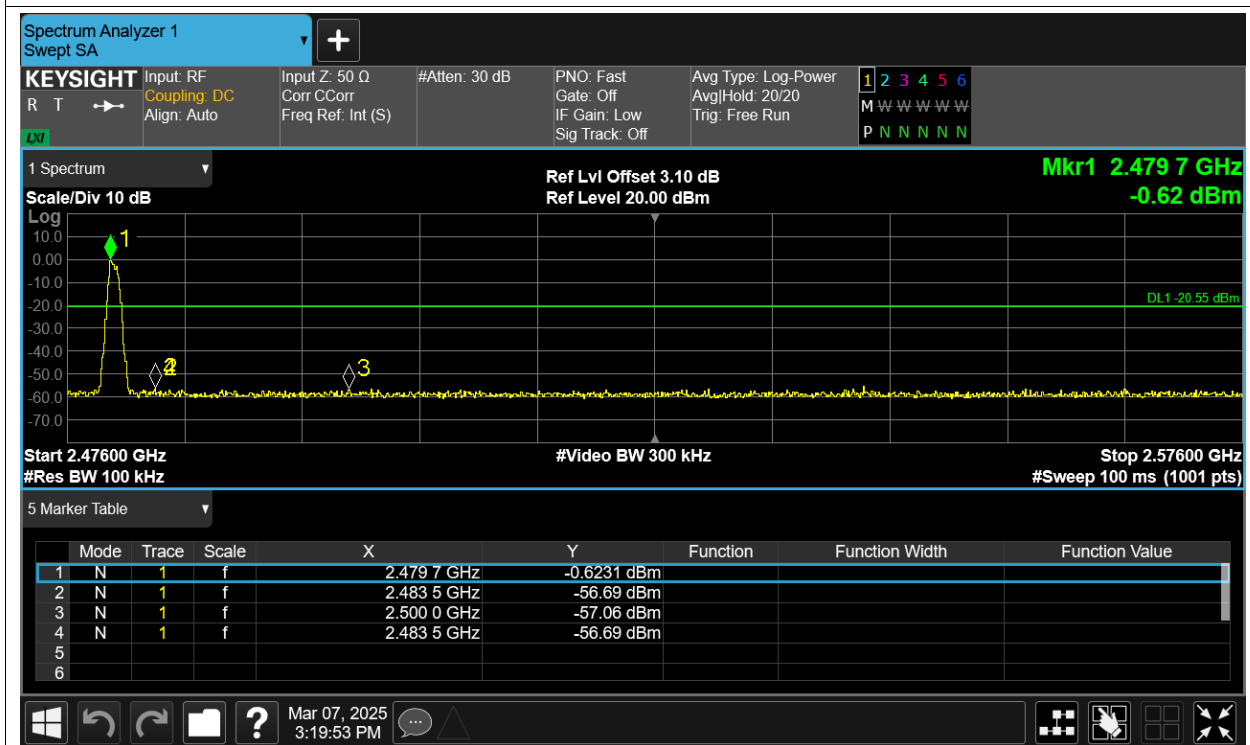 Spectrum Analyzer 1
Swept SA
+
KEYSIGHT
R T
LXI
Input: RF
Coupling: DC
Align: Auto
Input Z: 50 Ω
Corr CCorr
Freq Ref: Int (S)
#Atten: 30 dB
PNO: Fast
Gate: Off
IF Gain: Low
Sig Track: Off
Avg Type: Log-Power
Avg|Hold: 20/20
Trig: Free Run
1 2 3 4 5 6
M W W W W W
P N N N N N
1 Spectrum
Scale/Div 10 dB
Ref Lvl Offset 3.10 dB
Ref Level 20.00 dBm
Mkr1 2.479 7 GHz
-0.62 dBm
Log
10.0
0.00
-10.0
-20.0
-30.0
-40.0
-50.0
-60.0
-70.0
1
DL1 -20.55 dBm
2
4
3
Start 2.47600 GHz
#Res BW 100 kHz
#Video BW 300 kHz
Stop 2.57600 GHz
#Sweep 100 ms (1001 pts)
5 Marker Table
Mode Trace Scale X Y Function Function Width Function Value
1 N 1 f 2.479 7 GHz -0.6231 dBm
2 N 1 f 2.483 5 GHz -56.69 dBm
3 N 1 f 2.500 0 GHz -57.06 dBm
4 N 1 f 2.483 5 GHz -56.69 dBm
5
6
?
Mar 07, 2025
3:19:53 PM